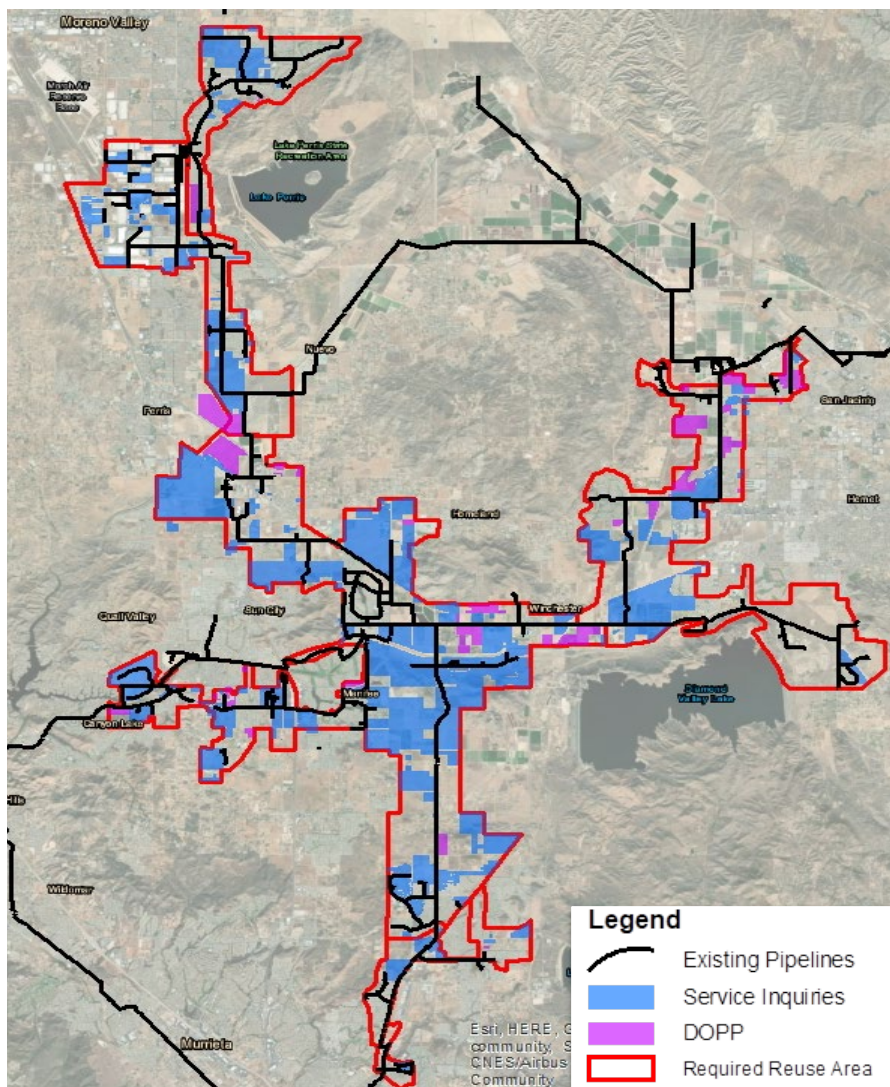 Moreno Valley
March Air
Reserve
Base
Lake Perris State
Recreation Area
Lake Perris
Nuevo
Perris
San Jacinto
Homeland
Hemet
Winchester
Quail Valley
Sun City
Menifee
Diamond
Valley Lake
Canyon Lake
Wildomar
Murrieta
Legend
Existing Pipelines
Service Inquiries
DOPP
Required Reuse Area
Esri, HERE, G
community, S
CNES/Airbus
Community